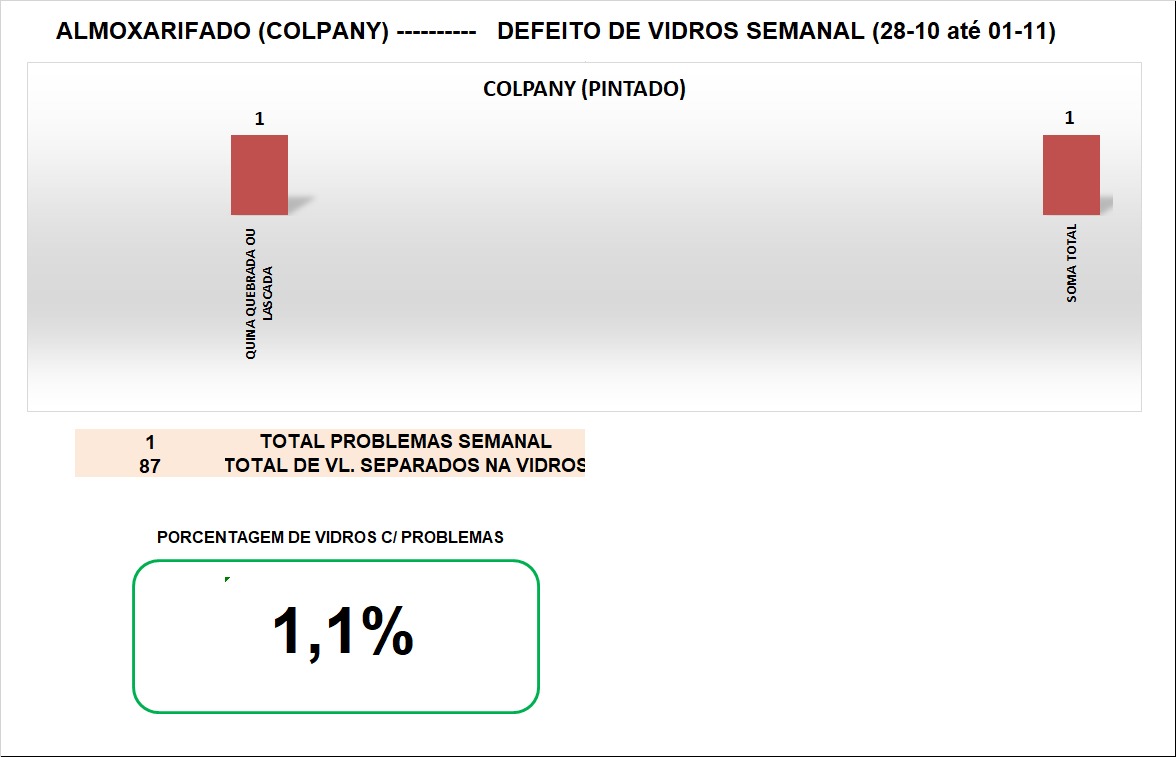 ALMOXARIFADO (COLPANY) ---------- DEFEITO DE VIDROS SEMANAL (28-10 até 01-11)
COLPANY (PINTADO)
1
1
QUINA QUEBRADA OU
LASCADA
SOMA TOTAL
1 TOTAL PROBLEMAS SEMANAL
87 TOTAL DE VL. SEPARADOS NA VIDROS
PORCENTAGEM DE VIDROS C/ PROBLEMAS
1,1%